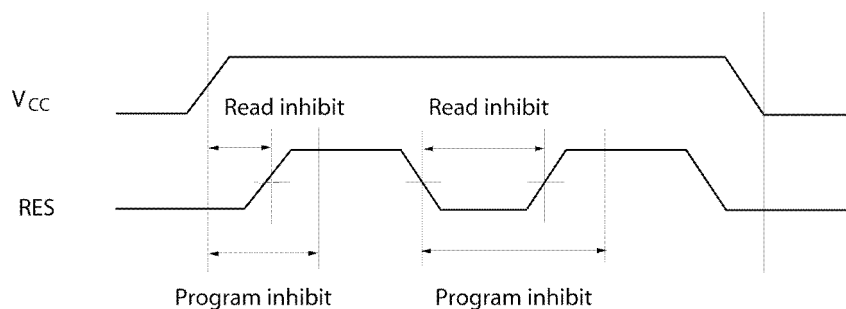 VCC
Read inhibit Read inhibit
RES
Program inhibit Program inhibit